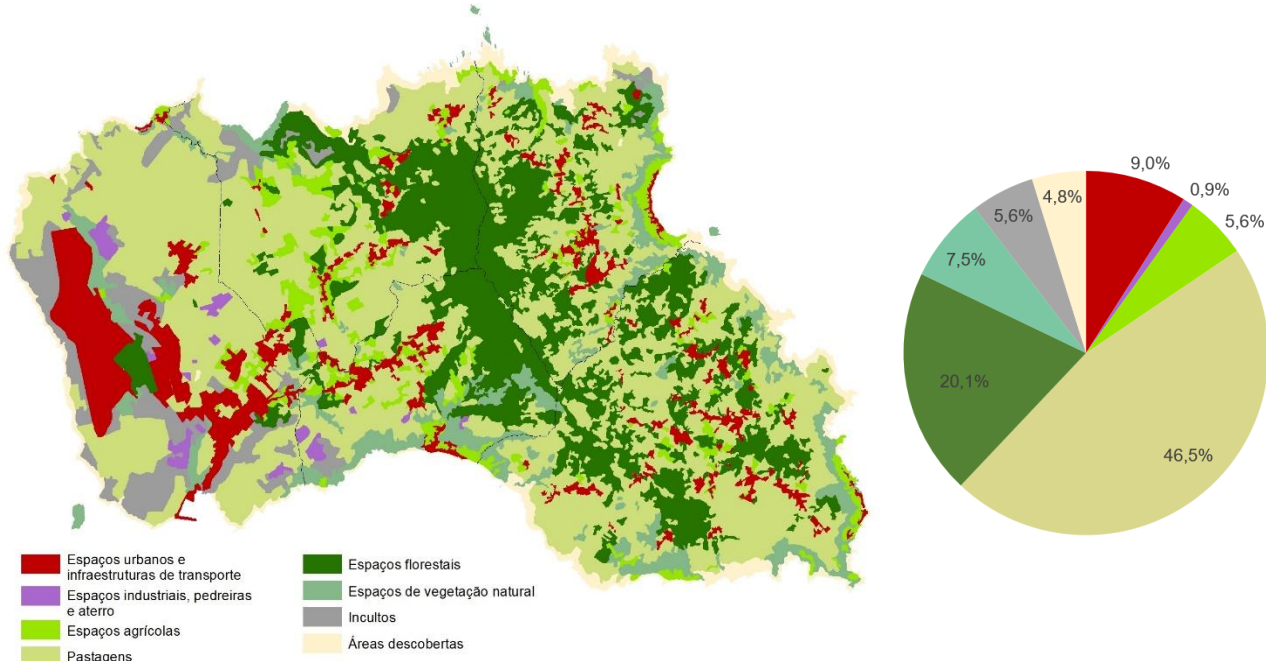 9,0%
0,9%
5,6%
46,5%
20,1%
7,5%
5,6%
4,8%
Espaços urbanos e
infraestruturas de transporte
Espaços industriais, pedreiras
e aterro
Espaços agrícolas
Pastagens
Espaços florestais
Espaços de vegetação natural
Incultos
Áreas descobertas